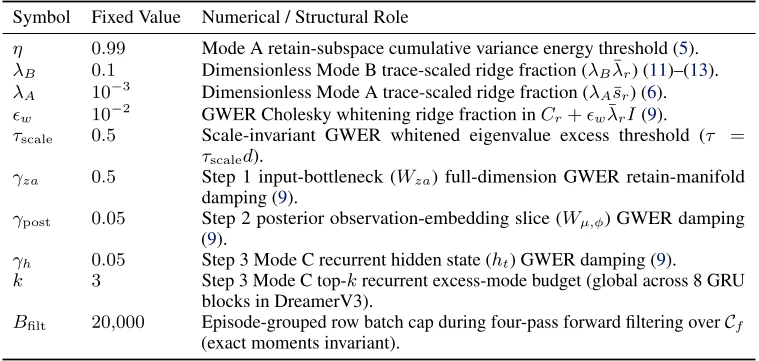 Symbol Fixed Value Numerical / Structural Role
η 0.99 Mode A retain-subspace cumulative variance energy threshold (5).
λ_B 0.1 Dimensionless Mode B trace-scaled ridge fraction (λ_B λ̄_r) (11)–(13).
λ_A 10^{−3} Dimensionless Mode A trace-scaled ridge fraction (λ_A s̄_r) (6).
ϵ_w 10^{−2} GWER Cholesky whitening ridge fraction in C_r + ϵ_w λ̄_r I (9).
τ_scale 0.5 Scale-invariant GWER whitened eigenvalue excess threshold (τ =
τ_scale d).
γ_za 0.5 Step 1 input-bottleneck (W_za) full-dimension GWER retain-manifold
damping (9).
γ_post 0.05 Step 2 posterior observation-embedding slice (W_{μ,ϕ}) GWER damping
(9).
γ_h 0.05 Step 3 Mode C recurrent hidden state (h_t) GWER damping (9).
k 3 Step 3 Mode C top-k recurrent excess-mode budget (global across 8 GRU
blocks in DreamerV3).
B_filt 20,000 Episode-grouped row batch cap during four-pass forward filtering over 𝒞_f
(exact moments invariant).